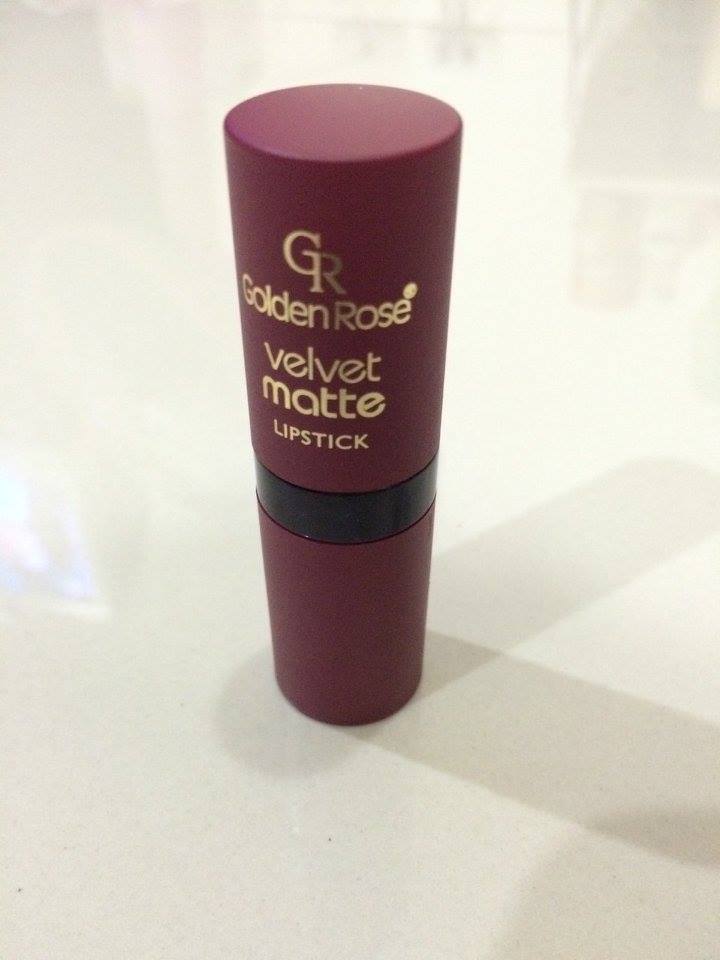 GR
Golden Rose
velvet
matte
LIPSTICK